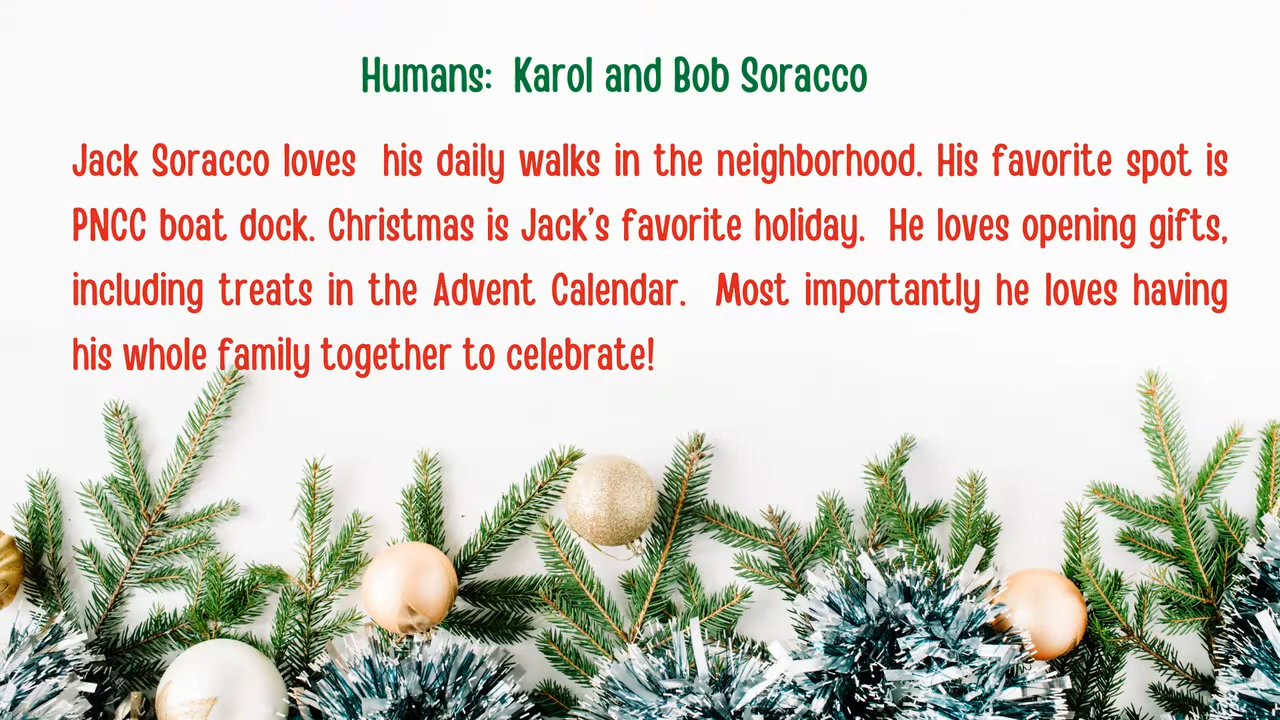 Humans:  Karol and Bob Soracco
Jack Soracco loves  his daily walks in the neighborhood. His favorite spot is
PNCC boat dock. Christmas is Jack’s favorite holiday.  He loves opening gifts,
including treats in the Advent Calendar.  Most importantly he loves having
his whole family together to celebrate!